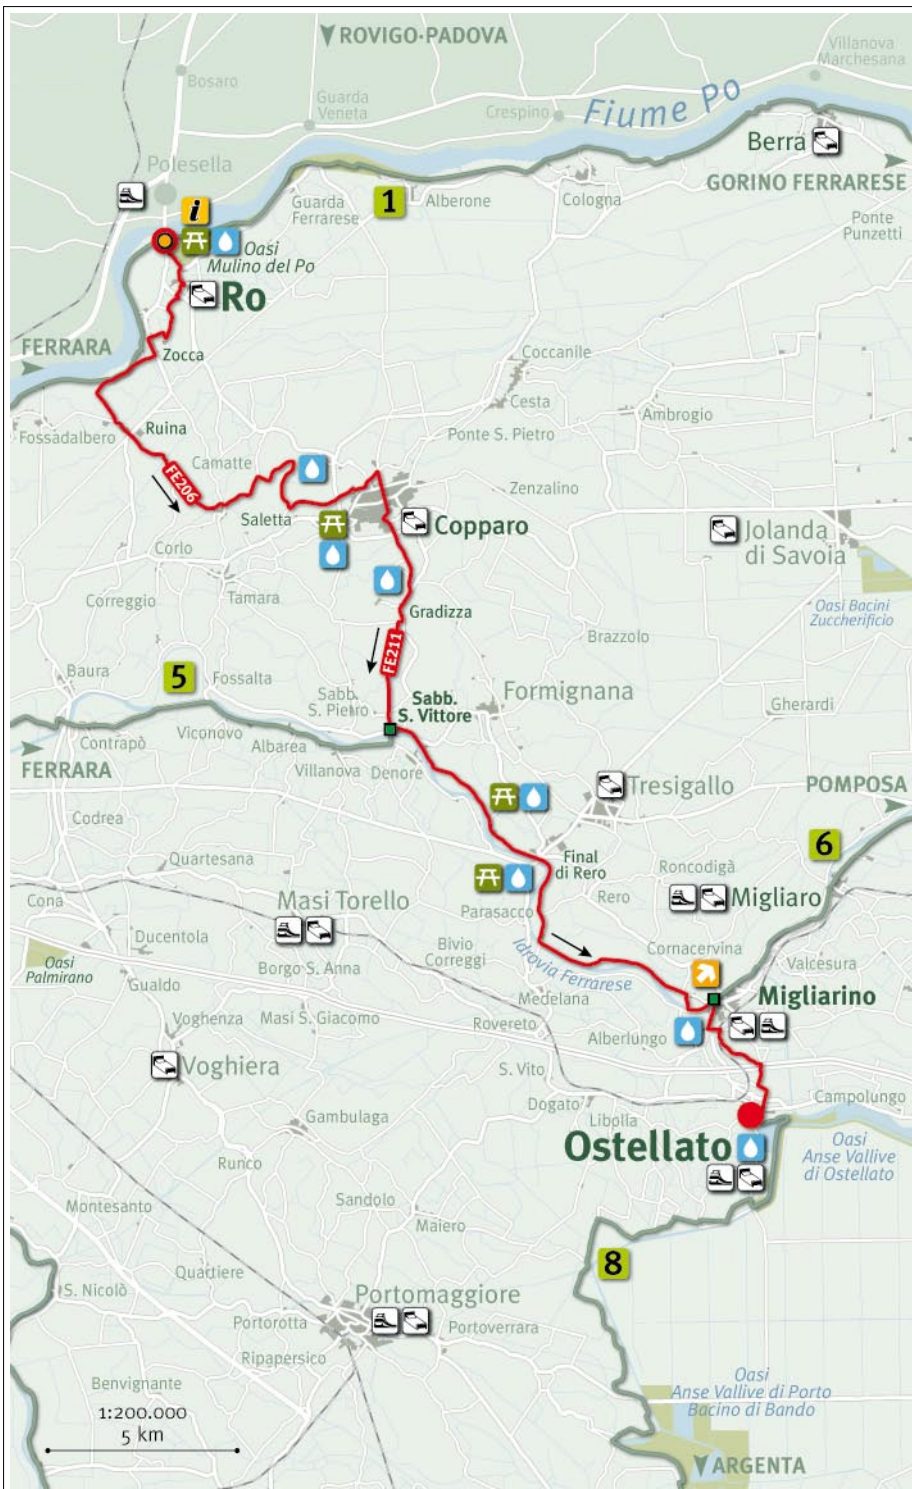 ROVIGO-PADOVA
Villanova
Marchesana
Bosaro
Guarda
Veneta
Crespino
Fiume Po
Berra
Polesella
GORINO FERRARESE
1
Guarda
Ferrarese
Alberone
Cologna
Ponte
Punzetti
i
Oasi
Mulino del Po
Ro
FERRARA
Zocca
Coccanile
Cesta
Ambrogio
Fossadalbero
Ruina
Ponte S. Pietro
Camatte
FE206
Zenzalino
Saletta
Copparo
Jolanda
di Savoia
Corlo
Tamara
Correggio
Gradizza
Oasi Bacini
Zuccherificio
Brazzolo
FE211
Baura
5
Fossalta
Sabb.
S. Pietro
Sabb.
S. Vittore
Formignana
Gherardi
Contrapò
Viconovo
Albarea
FERRARA
Villanova
Denore
Tresigallo
POMPOSA
Codrea
6
Quartesana
Final
di Rero
Roncodigà
Cona
Masi Torello
Rero
Migliaro
Parasacco
Ducentola
Bivio
Correggi
Cornacervina
Oasi
Palmirano
Borgo S. Anna
Idrovia Ferrarese
Valcesura
Gualdo
Medelana
Migliarino
Voghenza
Masi S. Giacomo
Rovereto
Alberlungo
Voghiera
S. Vito
Dogato
Libolla
Campolungo
Gambulaga
Ostellato
Oasi
Anse Vallive
di Ostellato
Runco
Sandolo
Montesanto
Maiero
8
Quartiere
S. Nicolò
Portomaggiore
Portorotta
Portoverrara
Ripapersico
Benvignante
Oasi
Anse Vallive di Porto
Bacino di Bando
1:200.000
5 km
ARGENTA